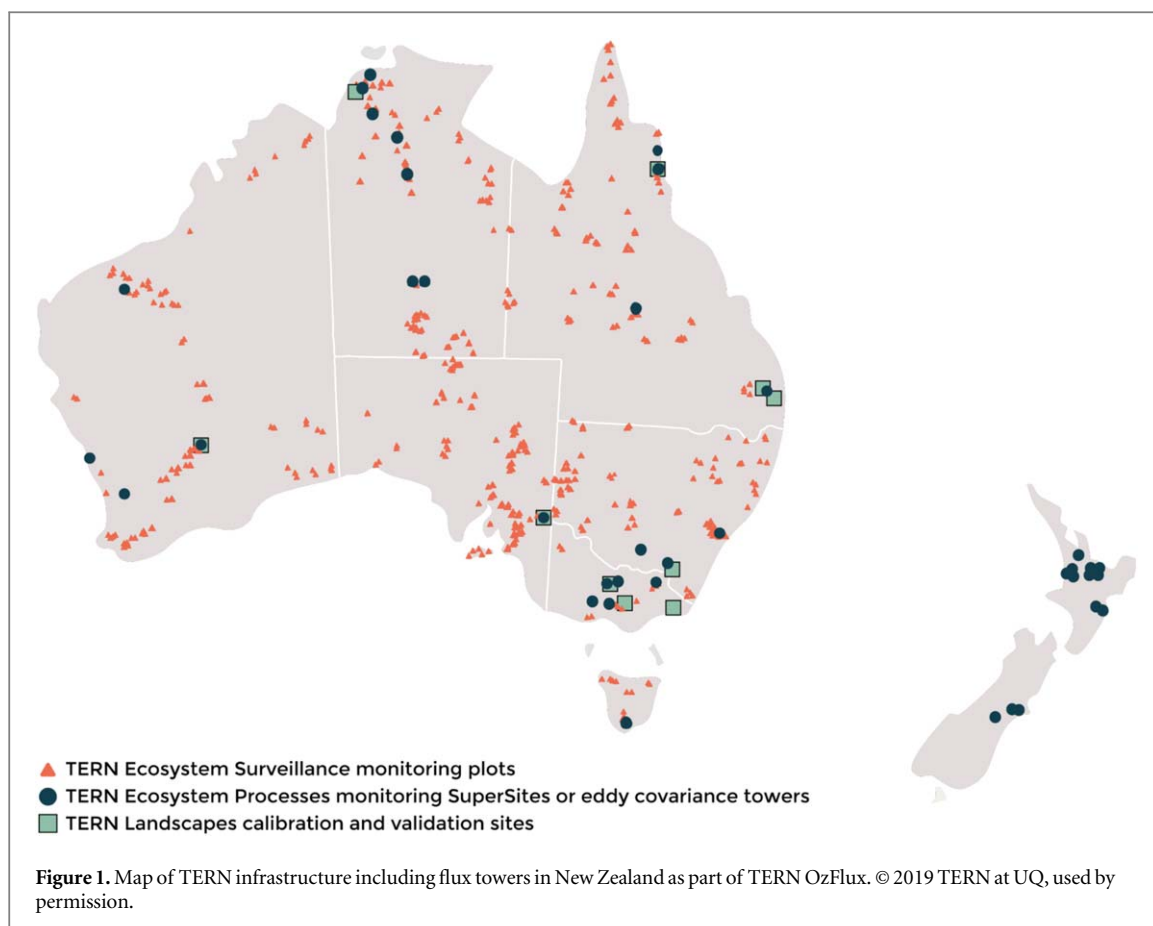 TERN Ecosystem Surveillance monitoring plots
TERN Ecosystem Processes monitoring SuperSites or eddy covariance towers
TERN Landscapes calibration and validation sites
Figure 1. Map of TERN infrastructure including flux towers in New Zealand as part of TERN OzFlux. © 2019 TERN at UQ, used by
permission.